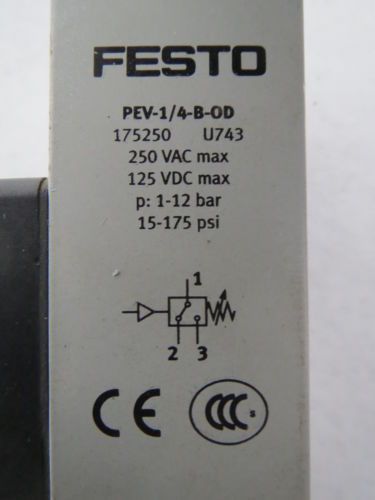 FESTO
PEV-1/4-B-OD
175250 U743
250 VAC max
125 VDC max
p: 1-12 bar
15-175 psi
1
2 3
CE CCC S